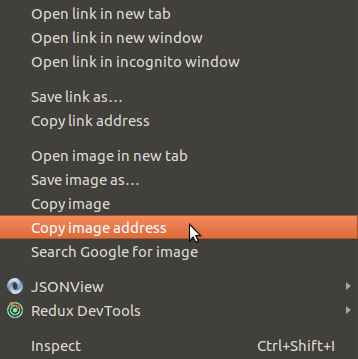 Open link in new tab
Open link in new window
Open link in incognito window
Save link as...
Copy link address
Open image in new tab
Save image as...
Copy image
Copy image address
Search Google for image
JSONView
Redux DevTools
Inspect Ctrl+Shift+I